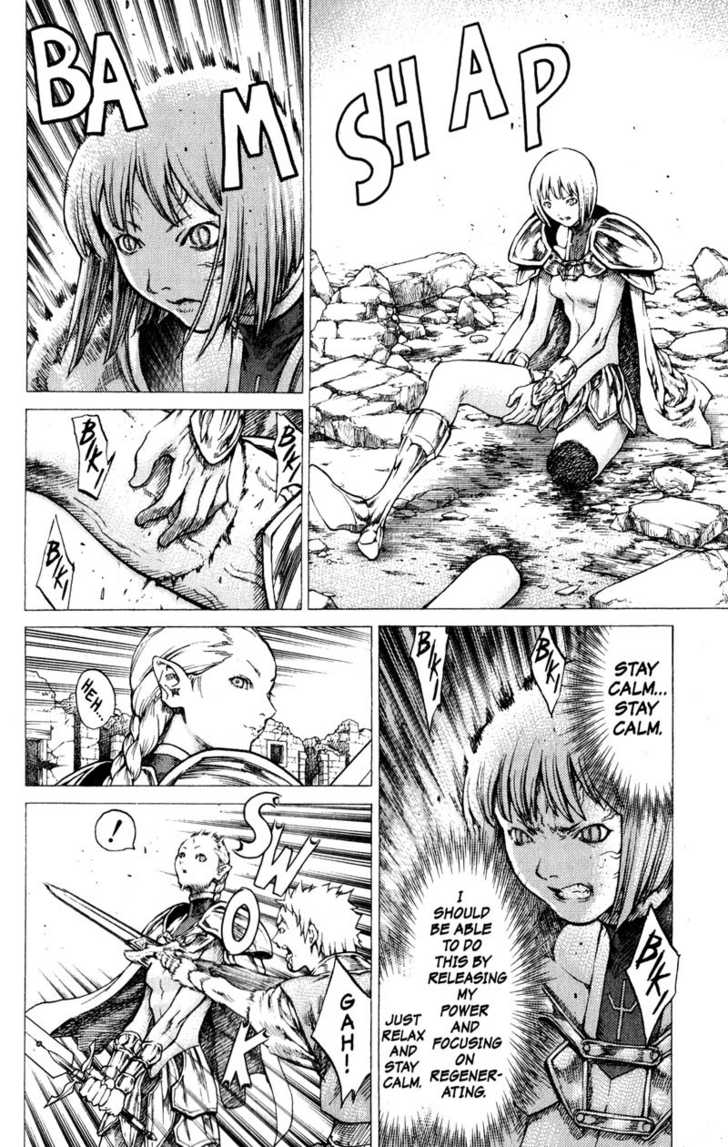 SHAP
BAM
BIKI
BIKI
BIKI
STAY
CALM...
STAY
CALM.
BIKI
BIKI
BIKI
I
SHOULD
BE ABLE
TO DO
THIS BY
RELEASING
MY
POWER
AND
FOCUSING
ON
REGENER-
ATING.
JUST
RELAX
AND
STAY
CALM.
HEH...
SWOK
!
GAH!